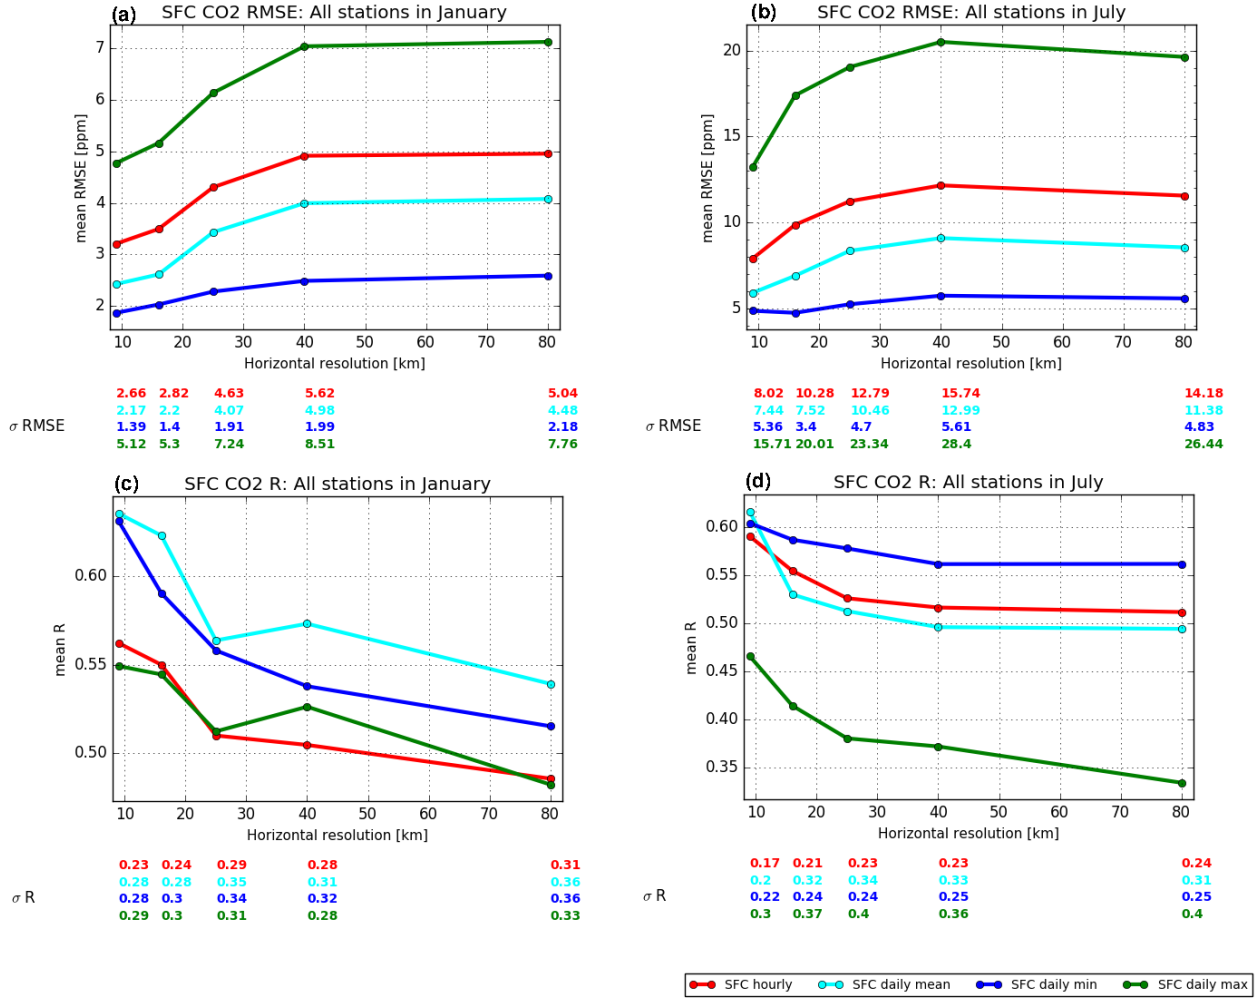 (a) SFC CO2 RMSE: All stations in January
7
6
5
4
3
2
mean RMSE [ppm]
10 20 30 40 50 60 70 80
Horizontal resolution [km]
σ RMSE
2.66 2.82 4.63 5.62 5.04
2.17 2.2 4.07 4.98 4.48
1.39 1.4 1.91 1.99 2.18
5.12 5.3 7.24 8.51 7.76
(b) SFC CO2 RMSE: All stations in July
20
15
10
5
mean RMSE [ppm]
10 20 30 40 50 60 70 80
Horizontal resolution [km]
σ RMSE
8.02 10.28 12.79 15.74 14.18
7.44 7.52 10.46 12.99 11.38
5.36 3.4 4.7 5.61 4.83
15.71 20.01 23.34 28.4 26.44
(c) SFC CO2 R: All stations in January
0.60
0.55
0.50
mean R
10 20 30 40 50 60 70 80
Horizontal resolution [km]
σ R
0.23 0.24 0.29 0.28 0.31
0.28 0.28 0.35 0.31 0.36
0.28 0.3 0.34 0.32 0.36
0.29 0.3 0.31 0.28 0.33
(d) SFC CO2 R: All stations in July
0.60
0.55
0.50
0.45
0.40
0.35
mean R
10 20 30 40 50 60 70 80
Horizontal resolution [km]
σ R
0.17 0.21 0.23 0.23 0.24
0.2 0.32 0.34 0.33 0.31
0.22 0.24 0.24 0.25 0.25
0.3 0.37 0.4 0.36 0.4
SFC hourly SFC daily mean SFC daily min SFC daily max